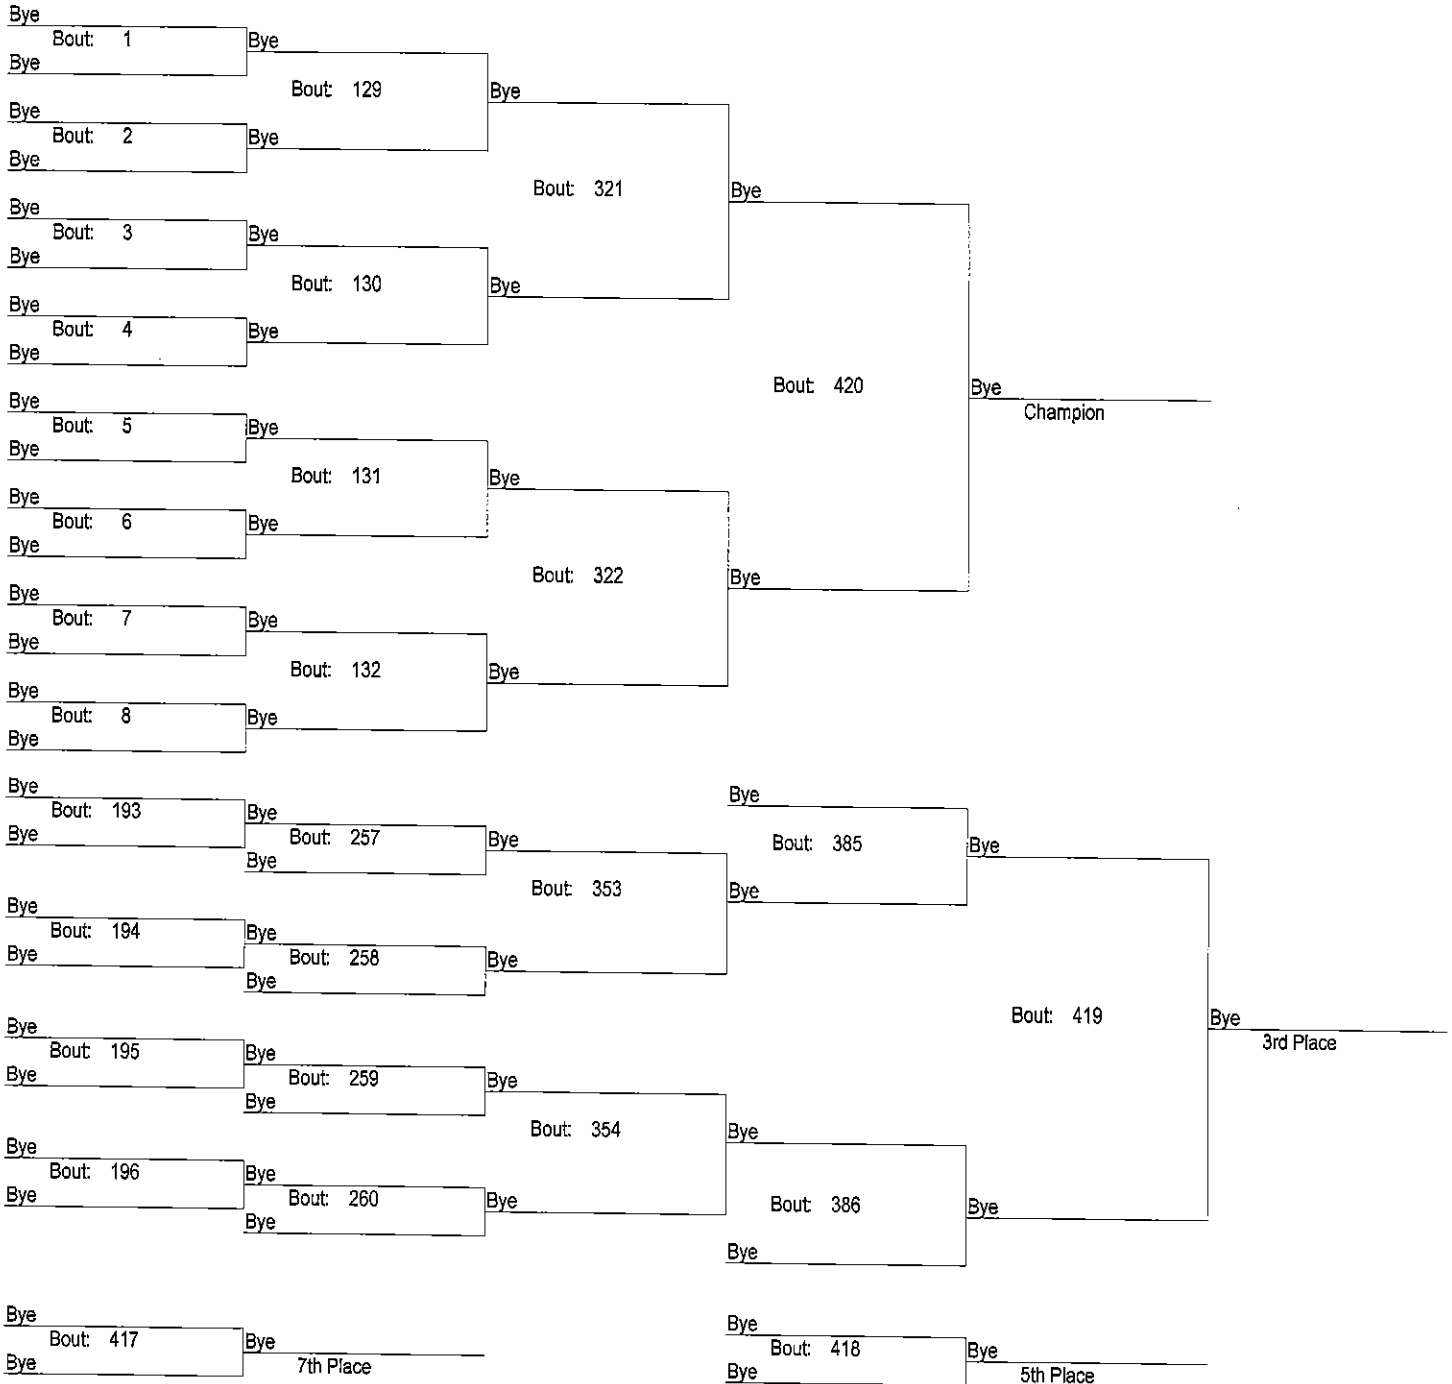 Bye
Bout: 1
Bye
Bye
Bout: 129
Bye
Bye
Bout: 2
Bye
Bye
Bout: 321
Bye
Bye
Bout: 3
Bye
Bye
Bout: 130
Bye
Bye
Bout: 4
Bye
Bye
Bout: 420
Bye
Champion
Bye
Bout: 5
Bye
Bye
Bout: 131
Bye
Bye
Bout: 6
Bye
Bye
Bout: 322
Bye
Bye
Bout: 7
Bye
Bye
Bout: 132
Bye
Bye
Bout: 8
Bye
Bye
Bye
Bout: 193
Bye
Bye
Bout: 257
Bye
Bye
Bout: 353
Bye
Bout: 385
Bye
Bye
Bye
Bout: 194
Bye
Bye
Bout: 258
Bye
Bye
Bout: 419
Bye
3rd Place
Bye
Bout: 195
Bye
Bye
Bout: 259
Bye
Bye
Bout: 354
Bye
Bye
Bout: 196
Bye
Bye
Bout: 260
Bye
Bye
Bout: 386
Bye
Bye
Bye
Bout: 417
Bye
Bye
7th Place
Bye
Bout: 418
Bye
Bye
5th Place